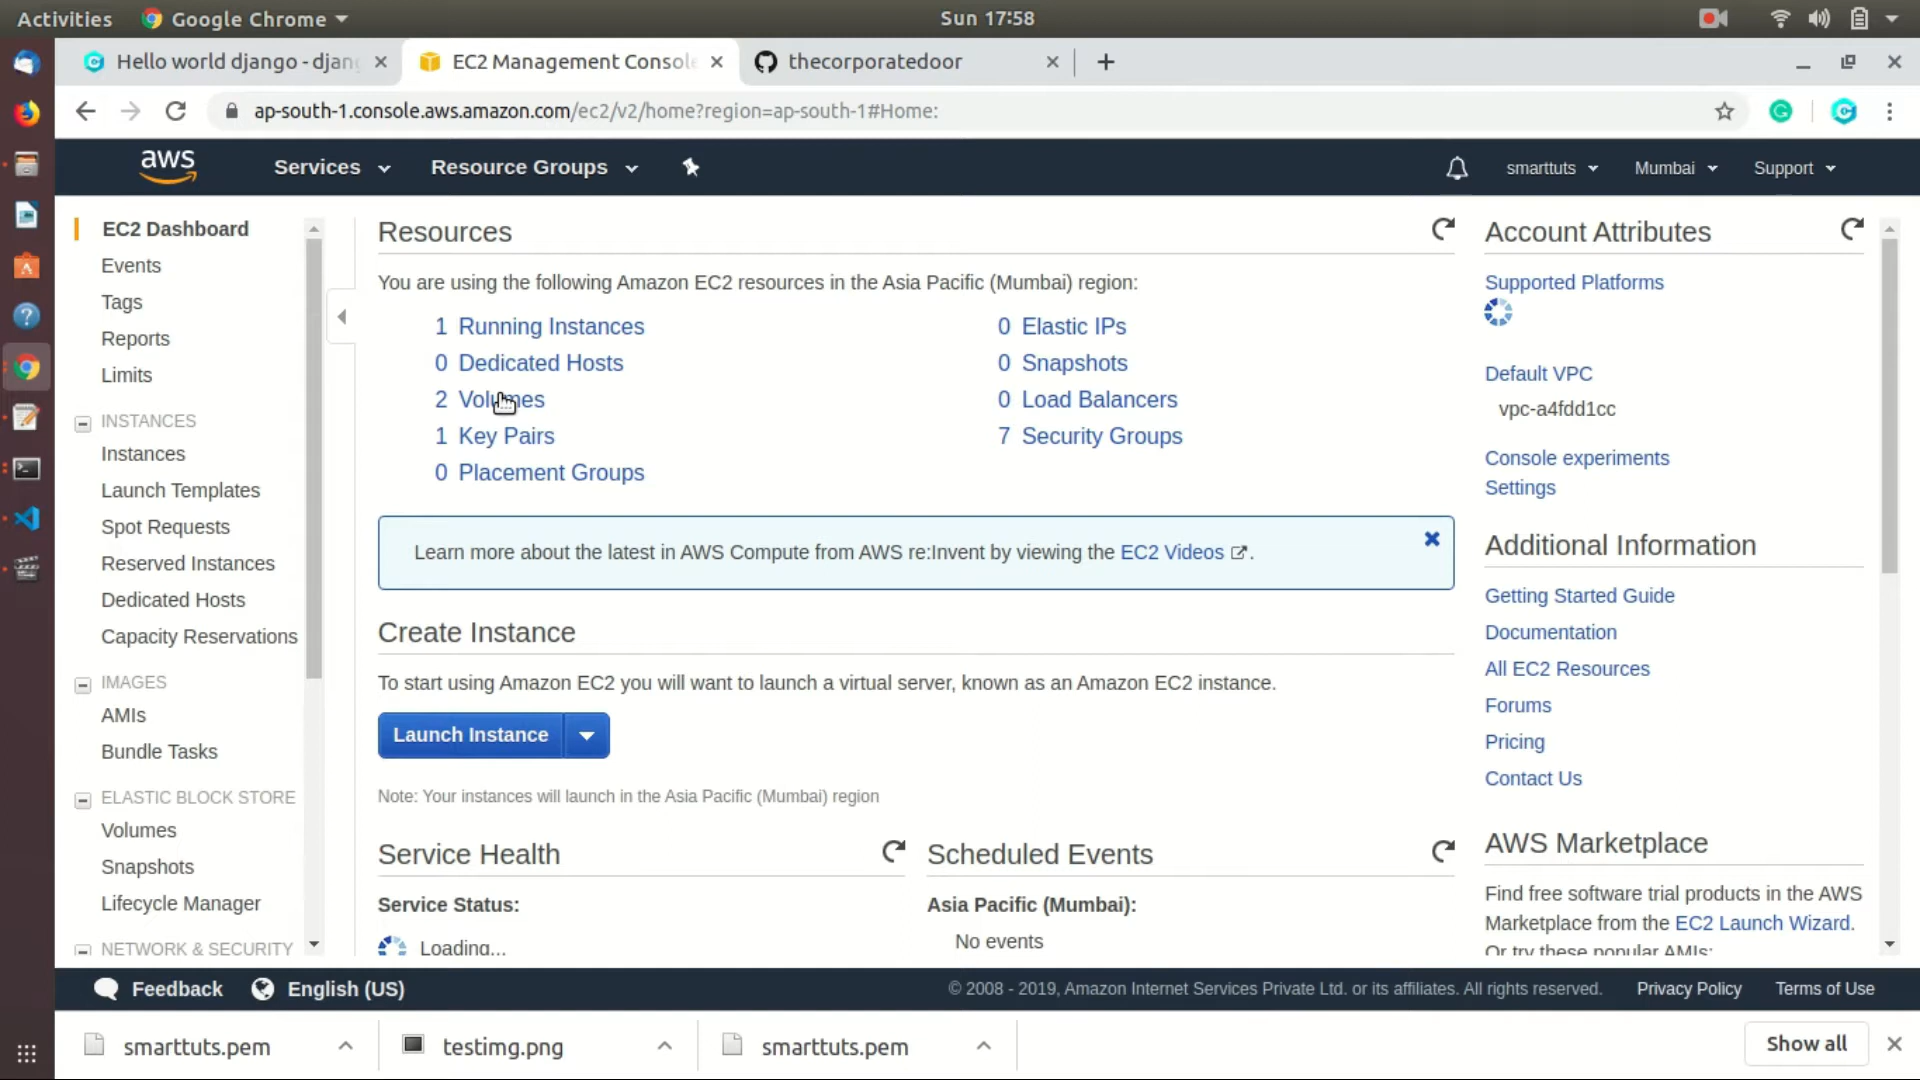 Activities
Google Chrome
Sun 17:58
Hello world django - djan
EC2 Management Consol
thecorporatedoor
ap-south-1.console.aws.amazon.com/ec2/v2/home?region=ap-south-1#Home:
aws
Services
Resource Groups
smarttuts
Mumbai
Support
EC2 Dashboard
Events
Tags
Reports
Limits
INSTANCES
Instances
Launch Templates
Spot Requests
Reserved Instances
Dedicated Hosts
Capacity Reservations
IMAGES
AMIs
Bundle Tasks
ELASTIC BLOCK STORE
Volumes
Snapshots
Lifecycle Manager
NETWORK & SECURITY
Resources
You are using the following Amazon EC2 resources in the Asia Pacific (Mumbai) region:
1 Running Instances
0 Dedicated Hosts
2 Volumes
1 Key Pairs
0 Placement Groups
0 Elastic IPs
0 Snapshots
0 Load Balancers
7 Security Groups
Learn more about the latest in AWS Compute from AWS re:Invent by viewing the EC2 Videos.
Create Instance
To start using Amazon EC2 you will want to launch a virtual server, known as an Amazon EC2 instance.
Launch Instance
Note: Your instances will launch in the Asia Pacific (Mumbai) region
Service Health
Service Status:
Loading...
Scheduled Events
Asia Pacific (Mumbai):
No events
Account Attributes
Supported Platforms
Default VPC
vpc-a4fdd1cc
Console experiments
Settings
Additional Information
Getting Started Guide
Documentation
All EC2 Resources
Forums
Pricing
Contact Us
AWS Marketplace
Find free software trial products in the AWS
Marketplace from the EC2 Launch Wizard.
Or try these popular AMIs:
Feedback
English (US)
© 2008 - 2019, Amazon Internet Services Private Ltd. or its affiliates. All rights reserved.
Privacy Policy
Terms of Use
smarttuts.pem
testimg.png
smarttuts.pem
Show all